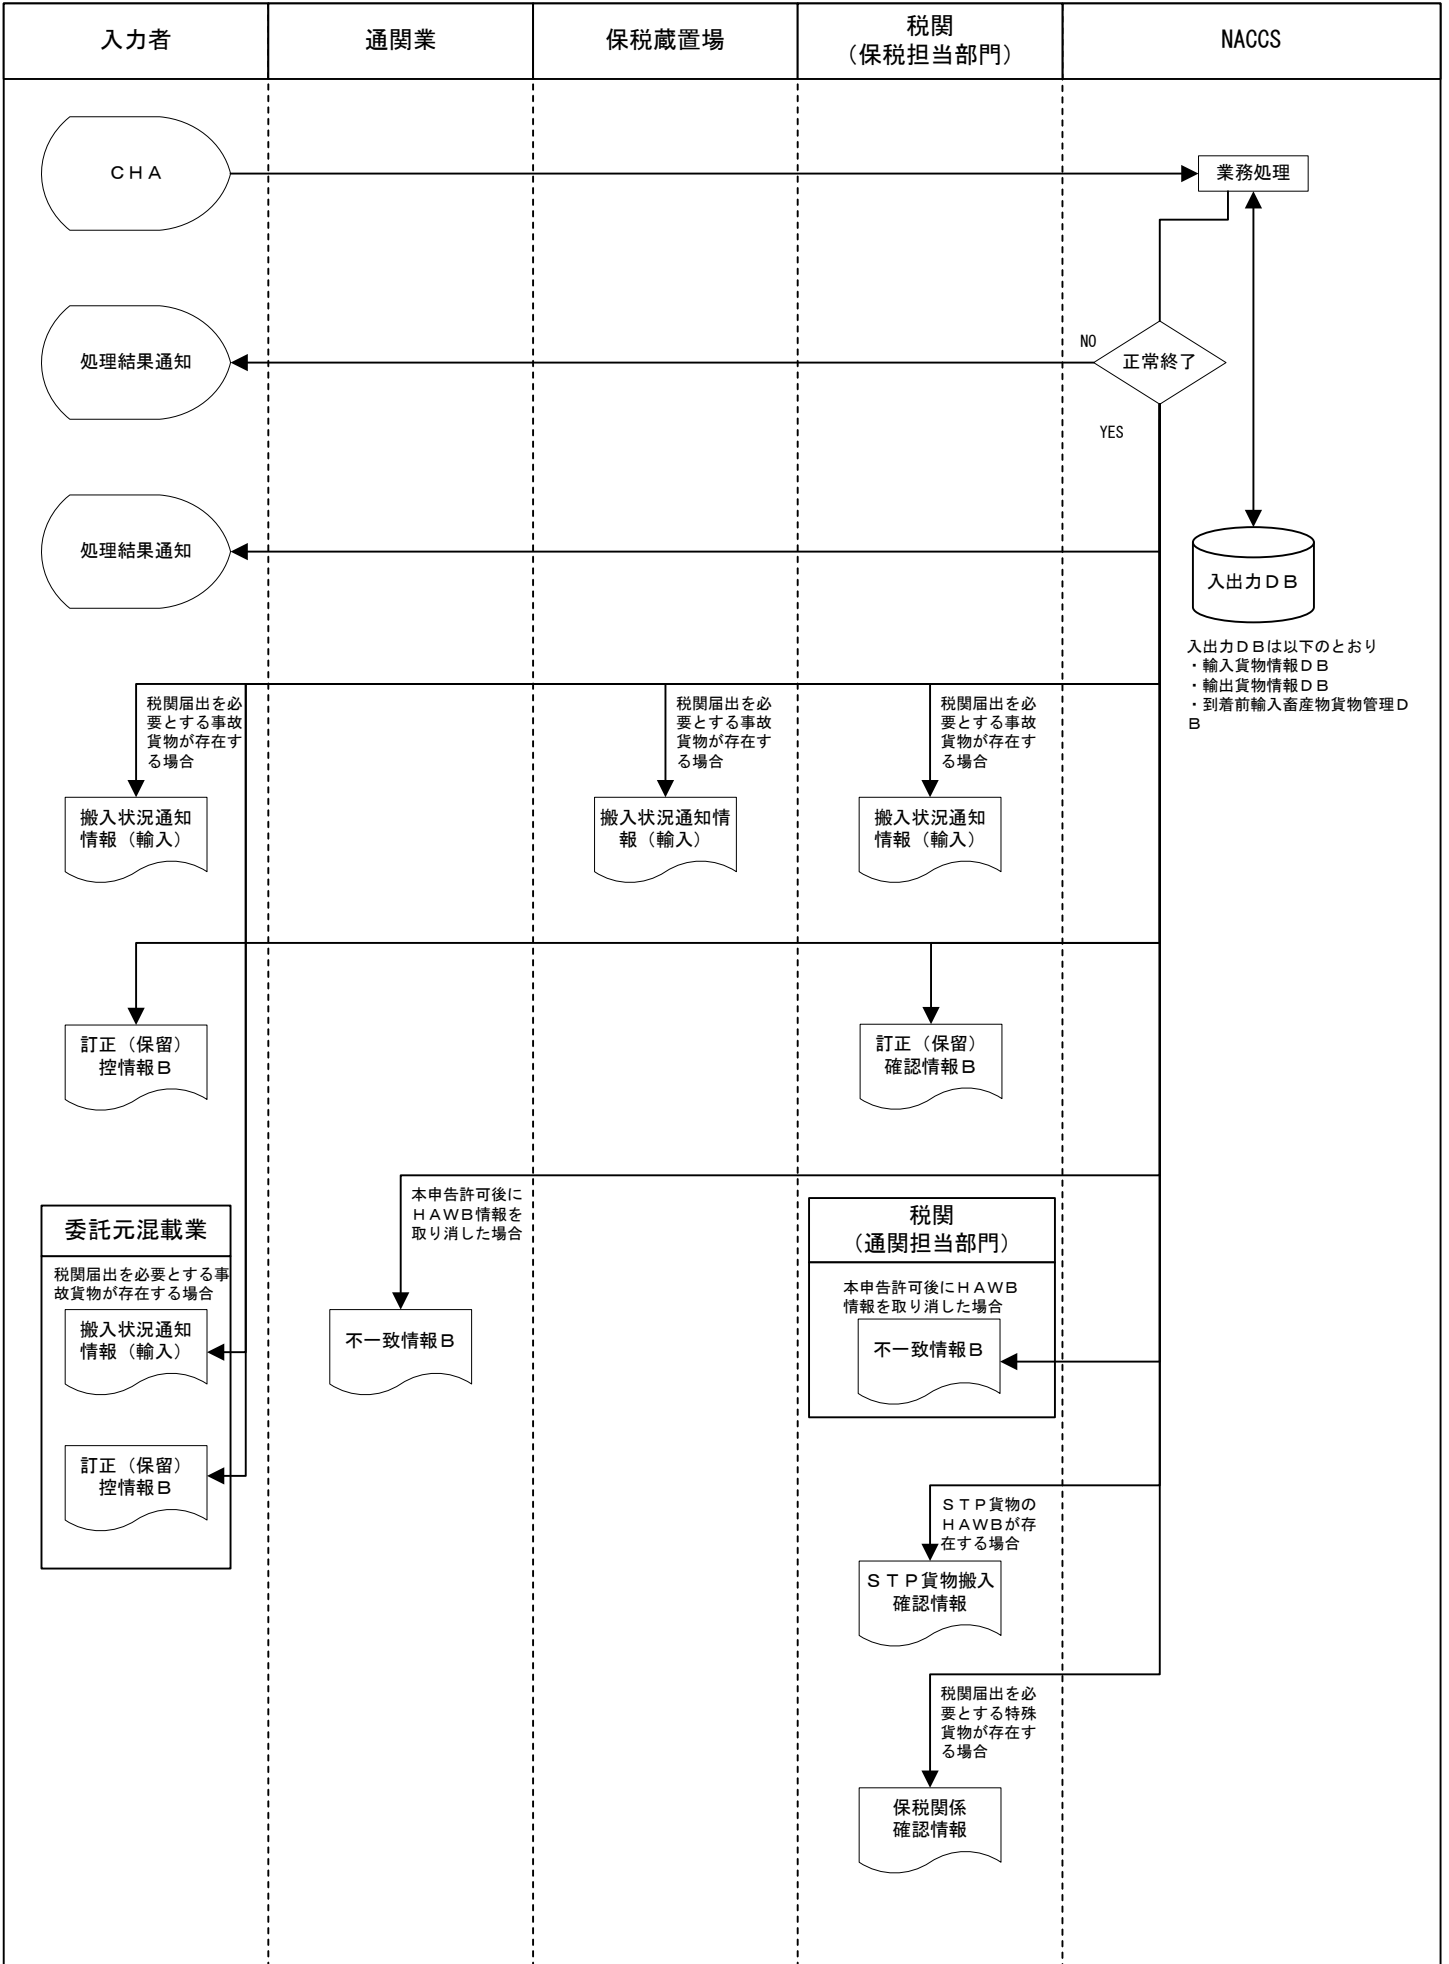 入力者
通関業
保税蔵置場
税関
（保税担当部門）
NACCS
ＣＨＡ
業務処理
処理結果通知
NO
正常終了
YES
処理結果通知
入出力ＤＢ
入出力ＤＢは以下のとおり
・輸入貨物情報ＤＢ
・輸出貨物情報ＤＢ
・到着前輸入畜産物貨物管理Ｄ
Ｂ
税関届出を必
要とする事故
貨物が存在す
る場合
税関届出を必
要とする事故
貨物が存在す
る場合
税関届出を必
要とする事故
貨物が存在す
る場合
搬入状況通知
情報（輸入）
搬入状況通知情
報（輸入）
搬入状況通知
情報（輸入）
訂正（保留）
控情報Ｂ
訂正（保留）
確認情報Ｂ
本申告許可後に
ＨＡＷＢ情報を
取り消した場合
委託元混載業
税関届出を必要とする事
故貨物が存在する場合
搬入状況通知
情報（輸入）
不一致情報Ｂ
税関
（通関担当部門）
本申告許可後にＨＡＷＢ
情報を取り消した場合
不一致情報Ｂ
訂正（保留）
控情報Ｂ
ＳＴＰ貨物の
ＨＡＷＢが存
在する場合
ＳＴＰ貨物搬入
確認情報
税関届出を必
要とする特殊
貨物が存在す
る場合
保税関係
確認情報